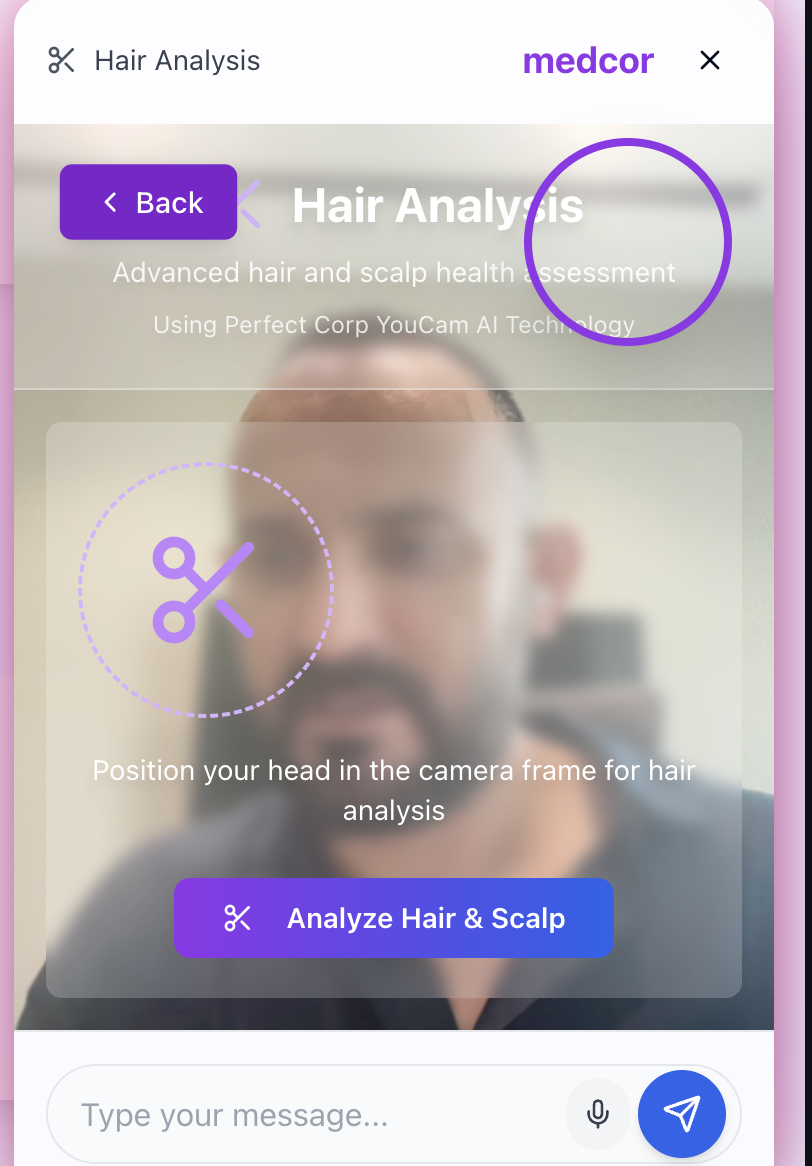 Hair Analysis
medcor
Back
Hair Analysis
Advanced hair and scalp health assessment
Using Perfect Corp YouCam AI Technology
Position your head in the camera frame for hair
analysis
Analyze Hair & Scalp
Type your message...